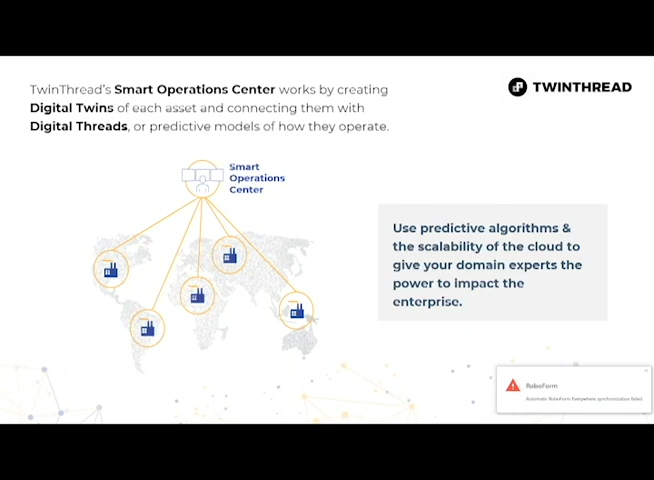 TwinThread's Smart Operations Center works by creating
Digital Twins of each asset and connecting them with
Digital Threads, or predictive models of how they operate.
TWINTHREAD
Smart
Operations
Center
Use predictive algorithms &
the scalability of the cloud to
give your domain experts the
power to impact the
enterprise.
RoboForm
Automatic RoboForm Everywhere synchronization failed.